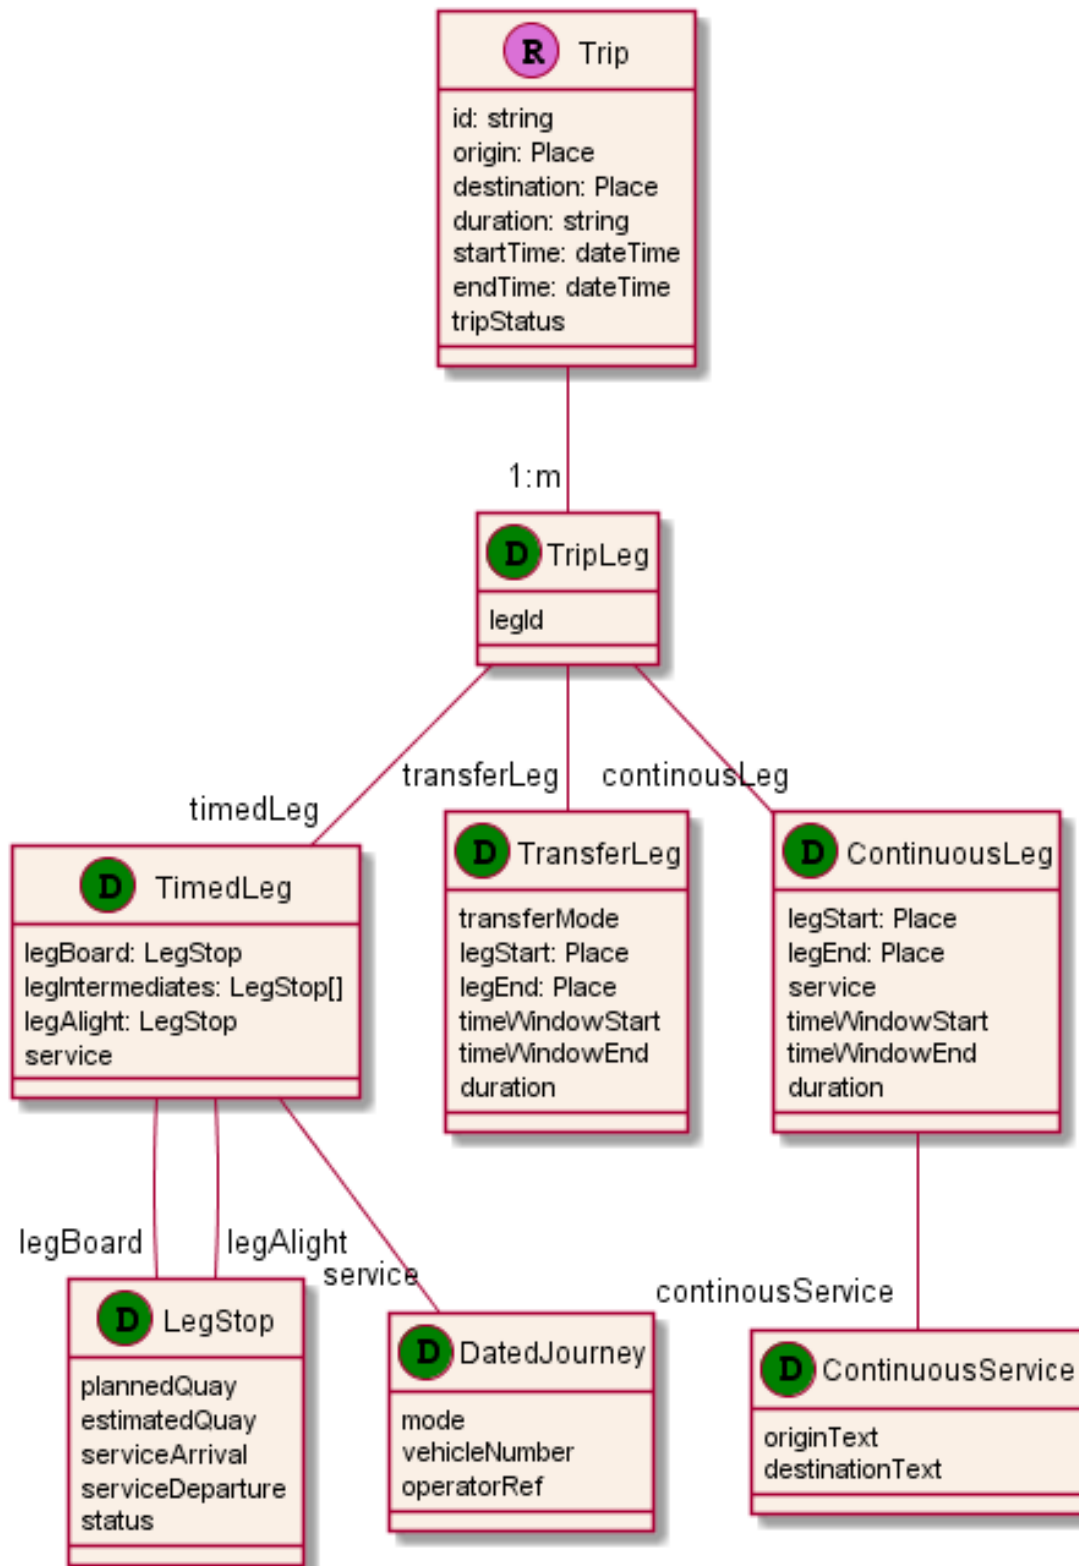 R Trip
id: string
origin: Place
destination: Place
duration: string
startTime: dateTime
endTime: dateTime
tripStatus
1:m
D TripLeg
legId
timedLeg
transferLeg
continousLeg
D TimedLeg
legBoard: LegStop
legIntermediates: LegStop[]
legAlight: LegStop
service
D TransferLeg
transferMode
legStart: Place
legEnd: Place
timeWindowStart
timeWindowEnd
duration
D ContinuousLeg
legStart: Place
legEnd: Place
service
timeWindowStart
timeWindowEnd
duration
legBoard
legAlight
service
continousService
D LegStop
plannedQuay
estimatedQuay
serviceArrival
serviceDeparture
status
D DatedJourney
mode
vehicleNumber
operatorRef
D ContinuousService
originText
destinationText